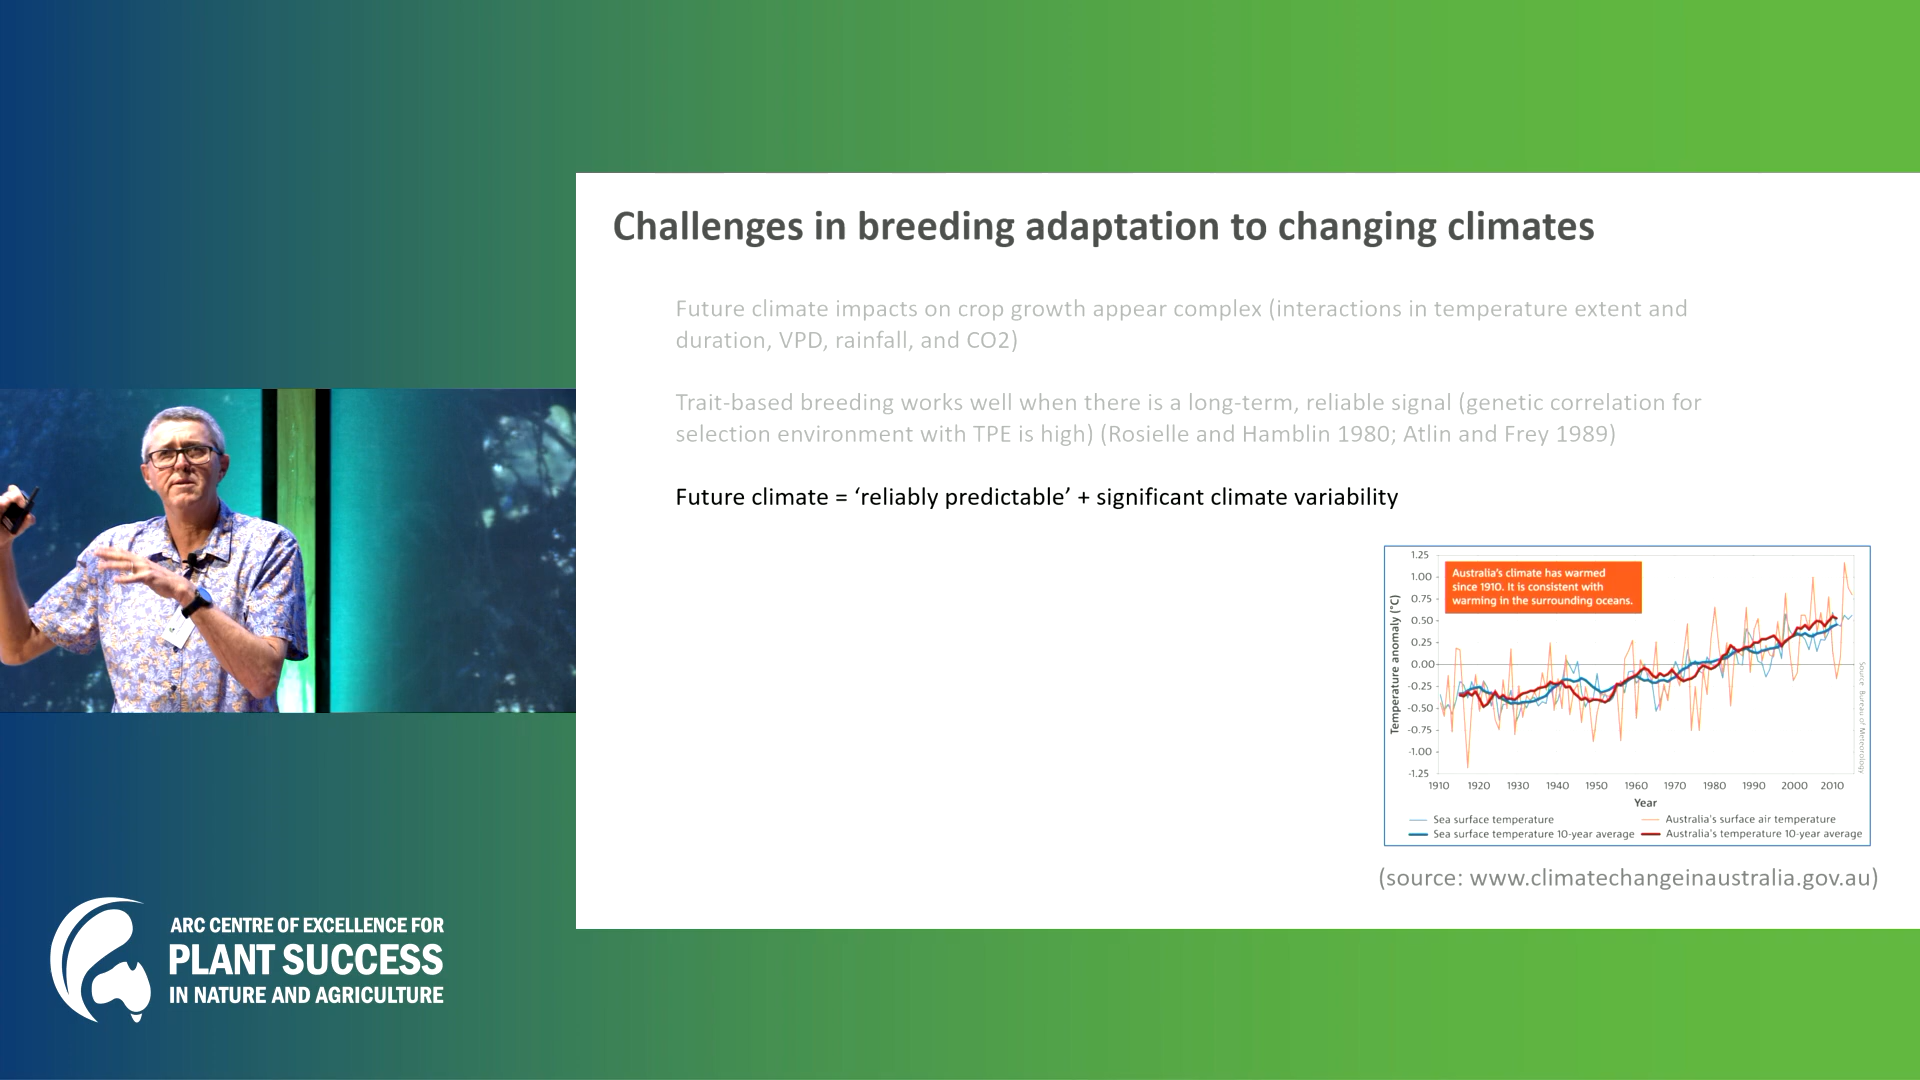 Challenges in breeding adaptation to changing climates
Future climate impacts on crop growth appear complex (interactions in temperature extent and
duration, VPD, rainfall, and CO2)
Trait-based breeding works well when there is a long-term, reliable signal (genetic correlation for
selection environment with TPE is high) (Rosielle and Hamblin 1980; Atlin and Frey 1989)
Future climate = ‘reliably predictable’ + significant climate variability
Australia's climate has warmed
since 1910. It is consistent with
warming in the surrounding oceans.
Temperature anomaly (°C)
1.25
1.00
0.75
0.50
0.25
0.00
-0.25
-0.50
-0.75
-1.00
-1.25
1910 1920 1930 1940 1950 1960 1970 1980 1990 2000 2010
Year
Source: Bureau of Meteorology
Sea surface temperature
Australia's surface air temperature
Sea surface temperature 10-year average
Australia's temperature 10-year average
(source: www.climatechangeinaustralia.gov.au)
ARC CENTRE OF EXCELLENCE FOR
PLANT SUCCESS
IN NATURE AND AGRICULTURE